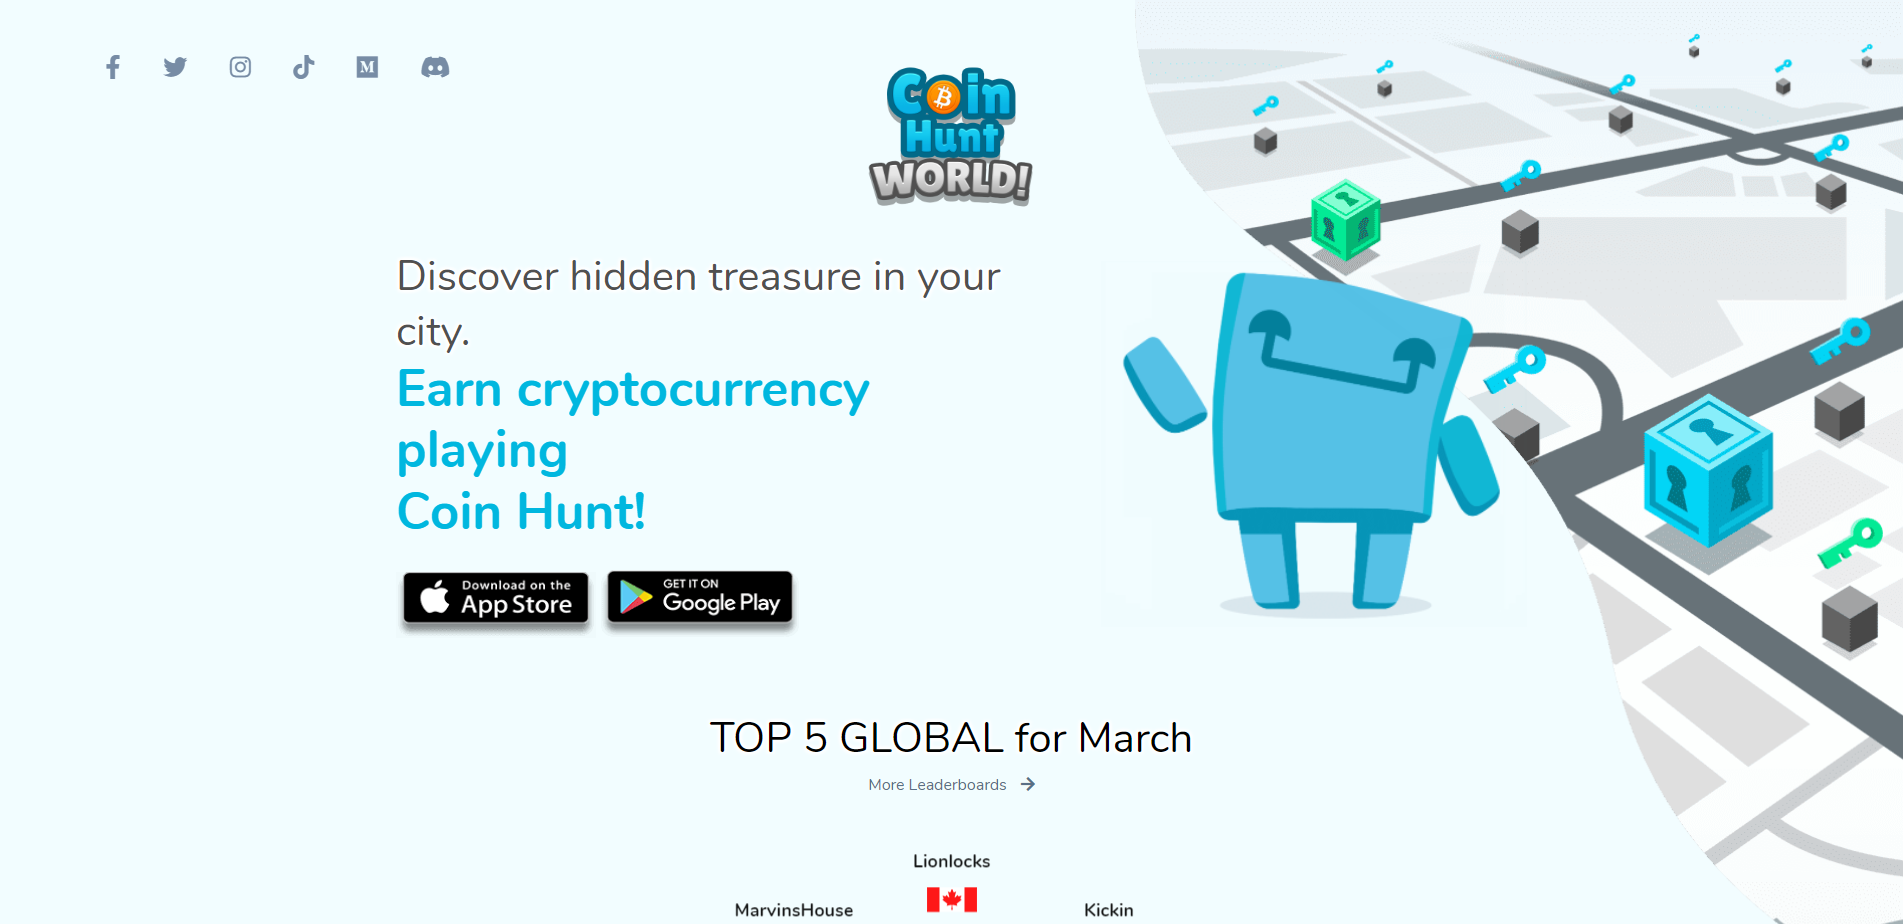 Coin
Hunt
WORLD!
Discover hidden treasure in your
city.
Earn cryptocurrency
playing
Coin Hunt!
Download on the
App Store
GET IT ON
Google Play
TOP 5 GLOBAL for March
More Leaderboards
Lionlocks
MarvinsHouse
Kickin